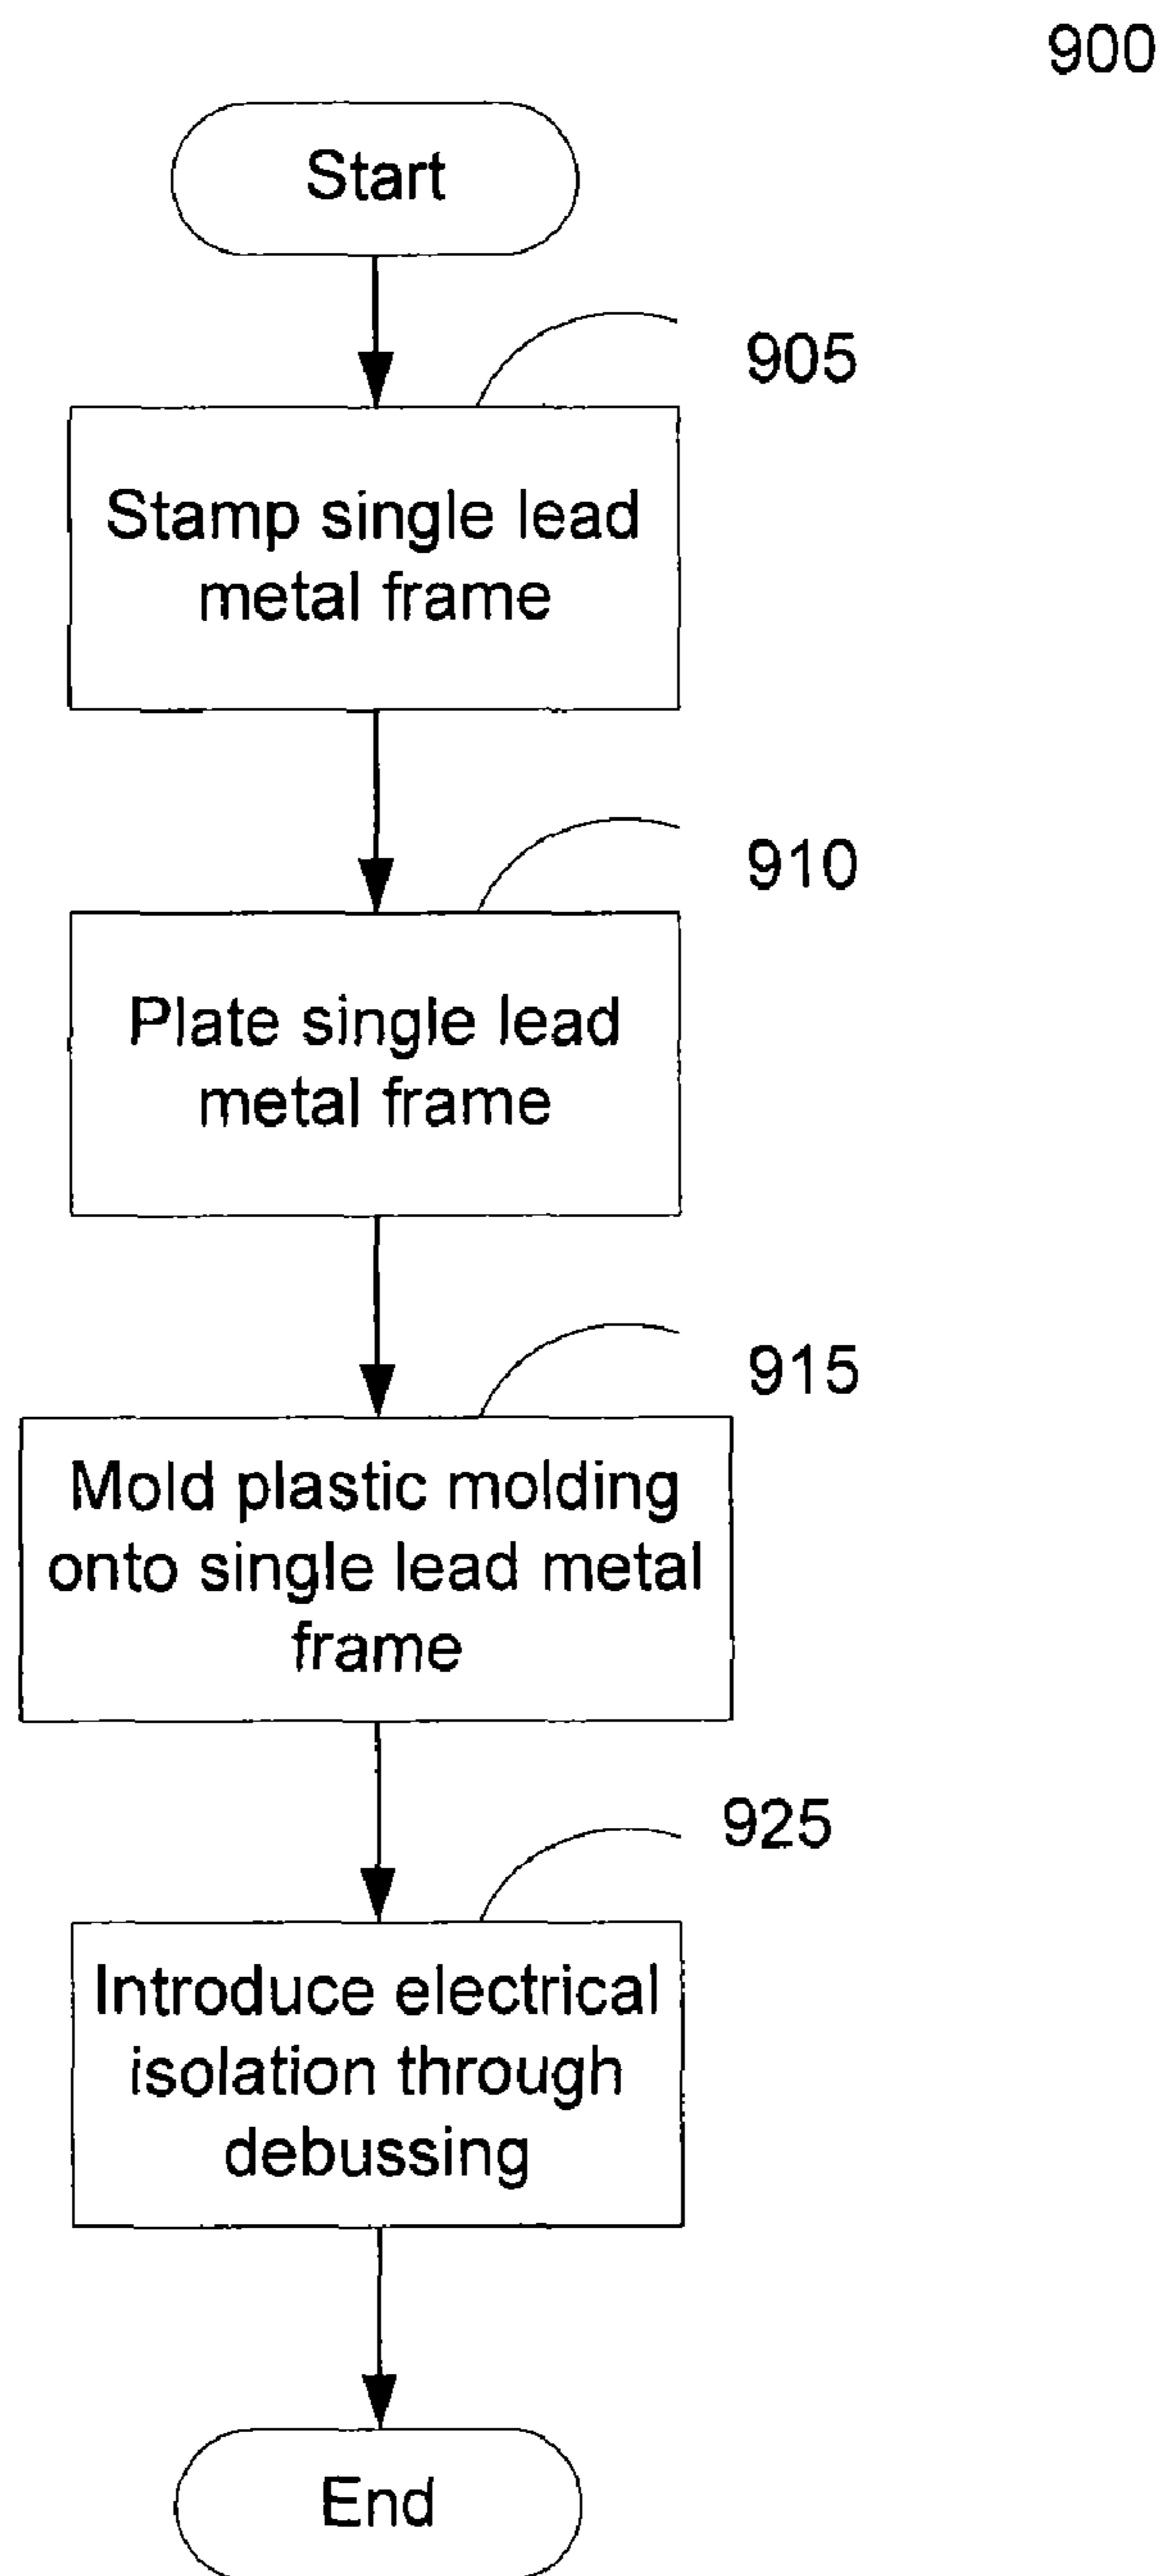 900
Start
905
Stamp single lead
metal frame
910
Plate single lead
metal frame
915
Mold plastic molding
onto single lead metal
frame
925
Introduce electrical
isolation through
debussing
End